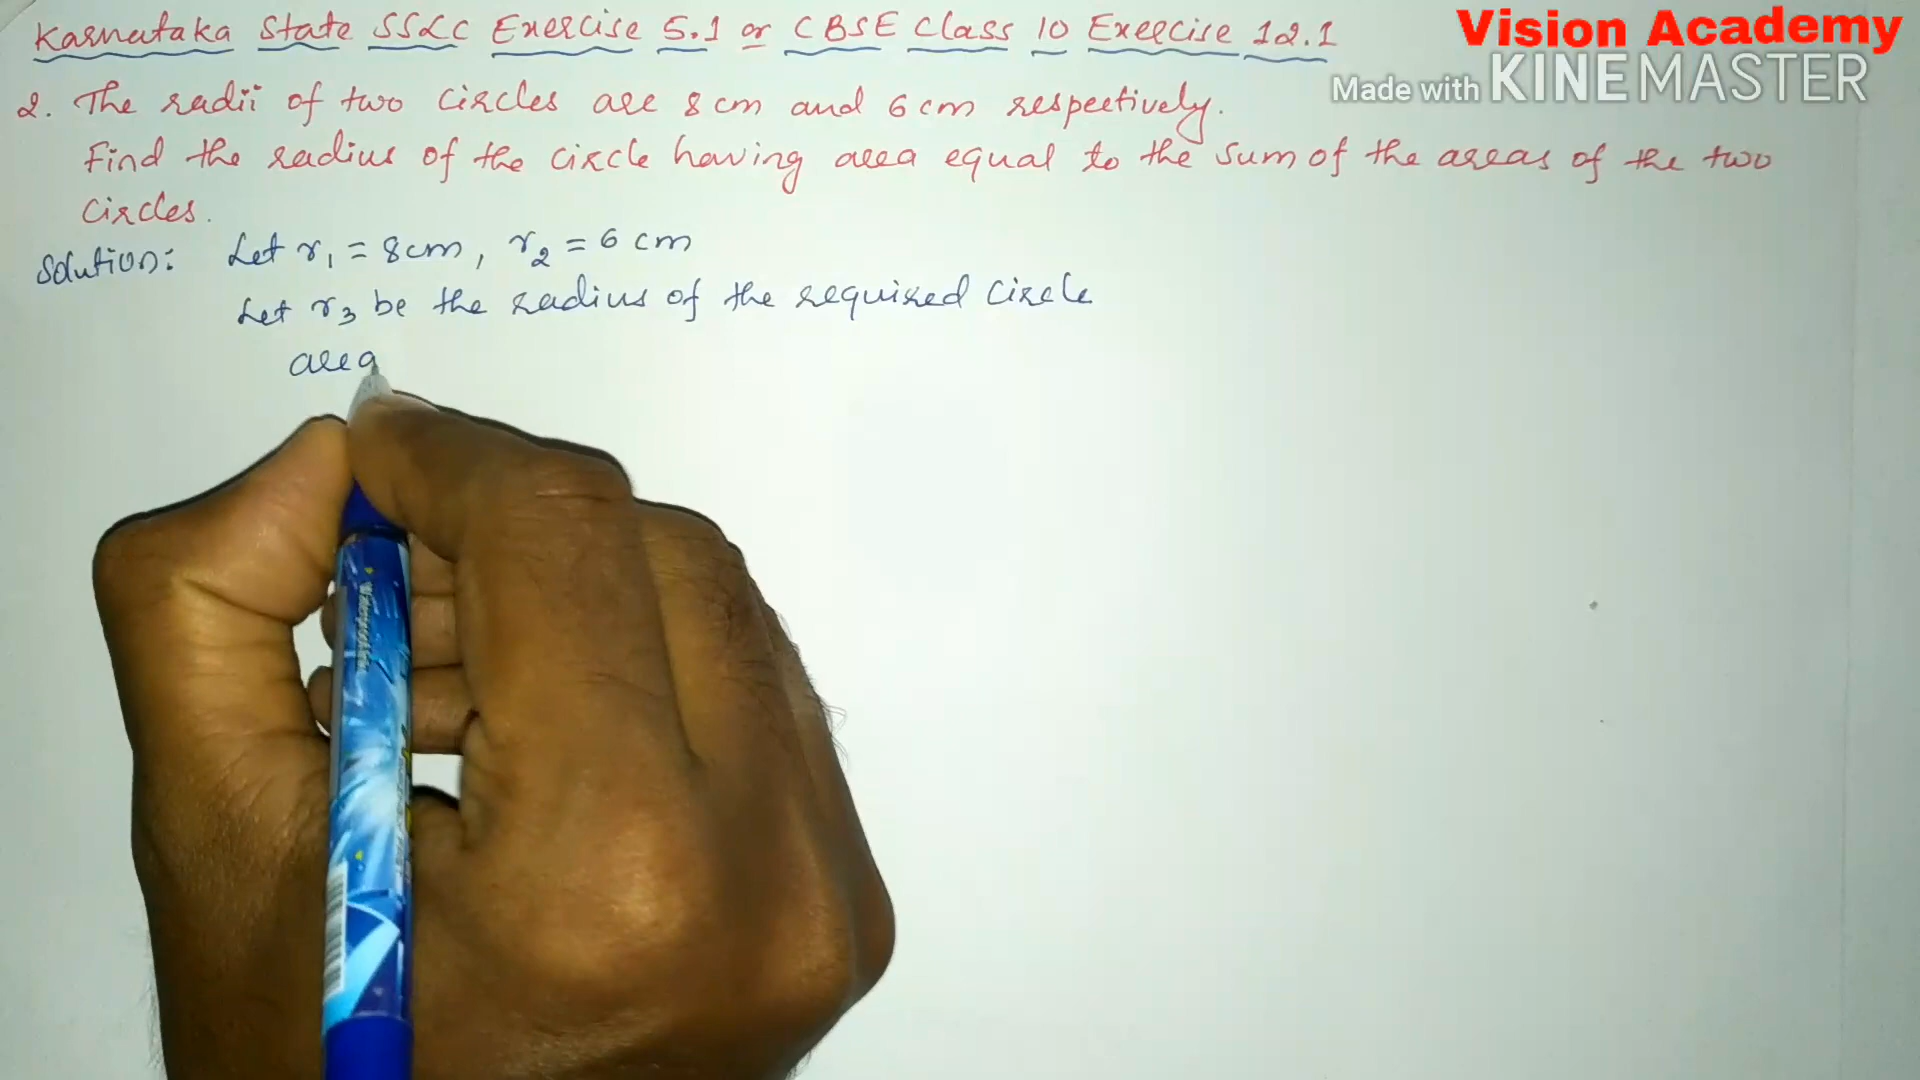 Karnataka State SSLC Exercise 5.1 or CBSE Class 10 Exercise 12.1
Vision Academy
Made with KINEMASTER
2. The radii of two circles are 8 cm and 6 cm respectively.
Find the radius of the circle having area equal to the sum of the areas of the two
circles.
Solution: Let r₁ = 8cm, r₂ = 6 cm
Let r₃ be the radius of the required circle
area
Waterproof Ink